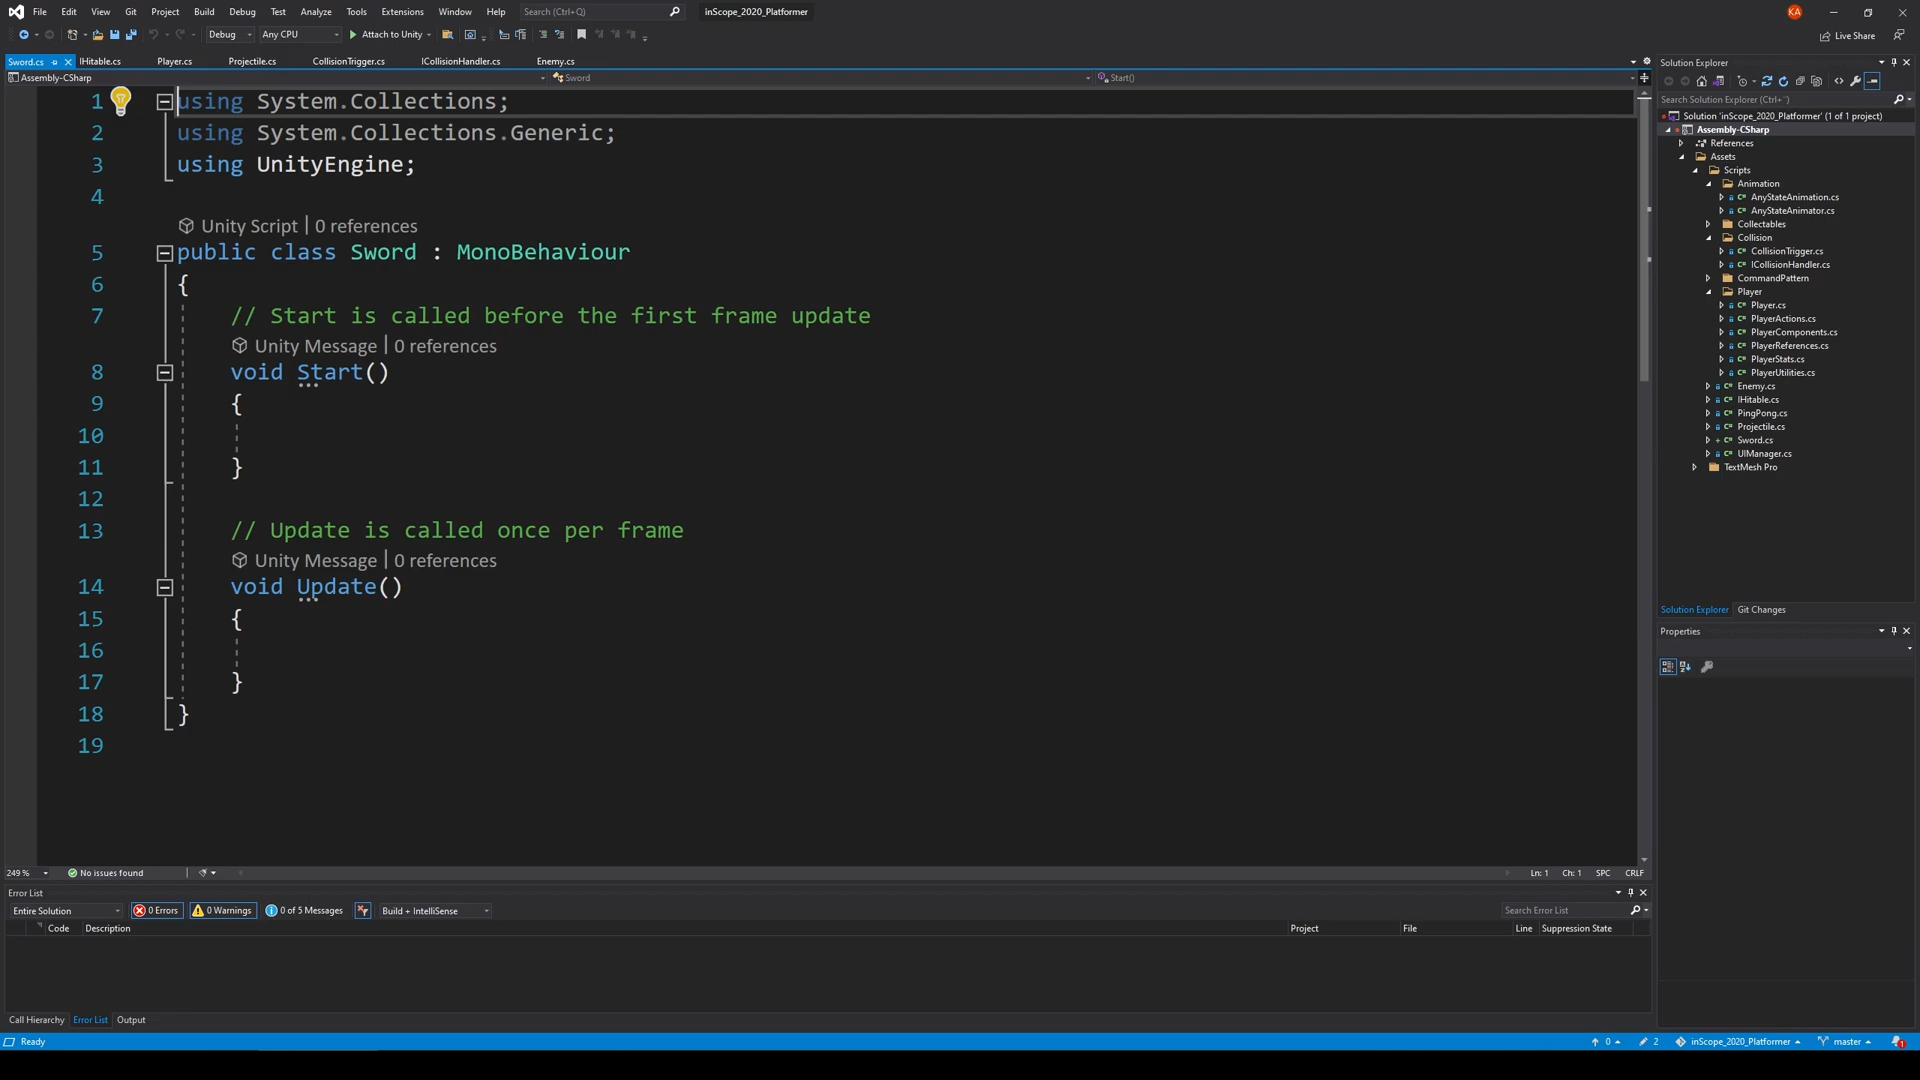 File Edit View Git Project Build Debug Test Analyze Tools Extensions Window Help Search (Ctrl+Q) inScope_2020_Platformer KA
Debug Any CPU Attach to Unity Live Share
Sword.cs IHitable.cs Player.cs Projectile.cs CollisionTrigger.cs ICollisionHandler.cs Enemy.cs
Assembly-CSharp Sword Start()
1 using System.Collections;
2 using System.Collections.Generic;
3 using UnityEngine;
4
Unity Script | 0 references
5 public class Sword : MonoBehaviour
6 {
7 // Start is called before the first frame update
Unity Message | 0 references
8 void Start()
9 {
10
11 }
12
13 // Update is called once per frame
Unity Message | 0 references
14 void Update()
15 {
16
17 }
18 }
19
249 % No issues found Ln: 1 Ch: 1 SPC CRLF
Error List
Entire Solution 0 Errors 0 Warnings 0 of 5 Messages Build + IntelliSense Search Error List
Code Description Project File Line Suppression State
Call Hierarchy Error List Output
Ready 0 2 inScope_2020_Platformer master 1
Solution Explorer
Search Solution Explorer (Ctrl+¨)
Solution 'inScope_2020_Platformer' (1 of 1 project)
Assembly-CSharp
References
Assets
Scripts
Animation
AnyStateAnimation.cs
AnyStateAnimator.cs
Collectables
Collision
CollisionTrigger.cs
ICollisionHandler.cs
CommandPattern
Player
Player.cs
PlayerActions.cs
PlayerComponents.cs
PlayerReferences.cs
PlayerStats.cs
PlayerUtilities.cs
Enemy.cs
IHitable.cs
PingPong.cs
Projectile.cs
Sword.cs
UIManager.cs
TextMesh Pro
Solution Explorer Git Changes
Properties